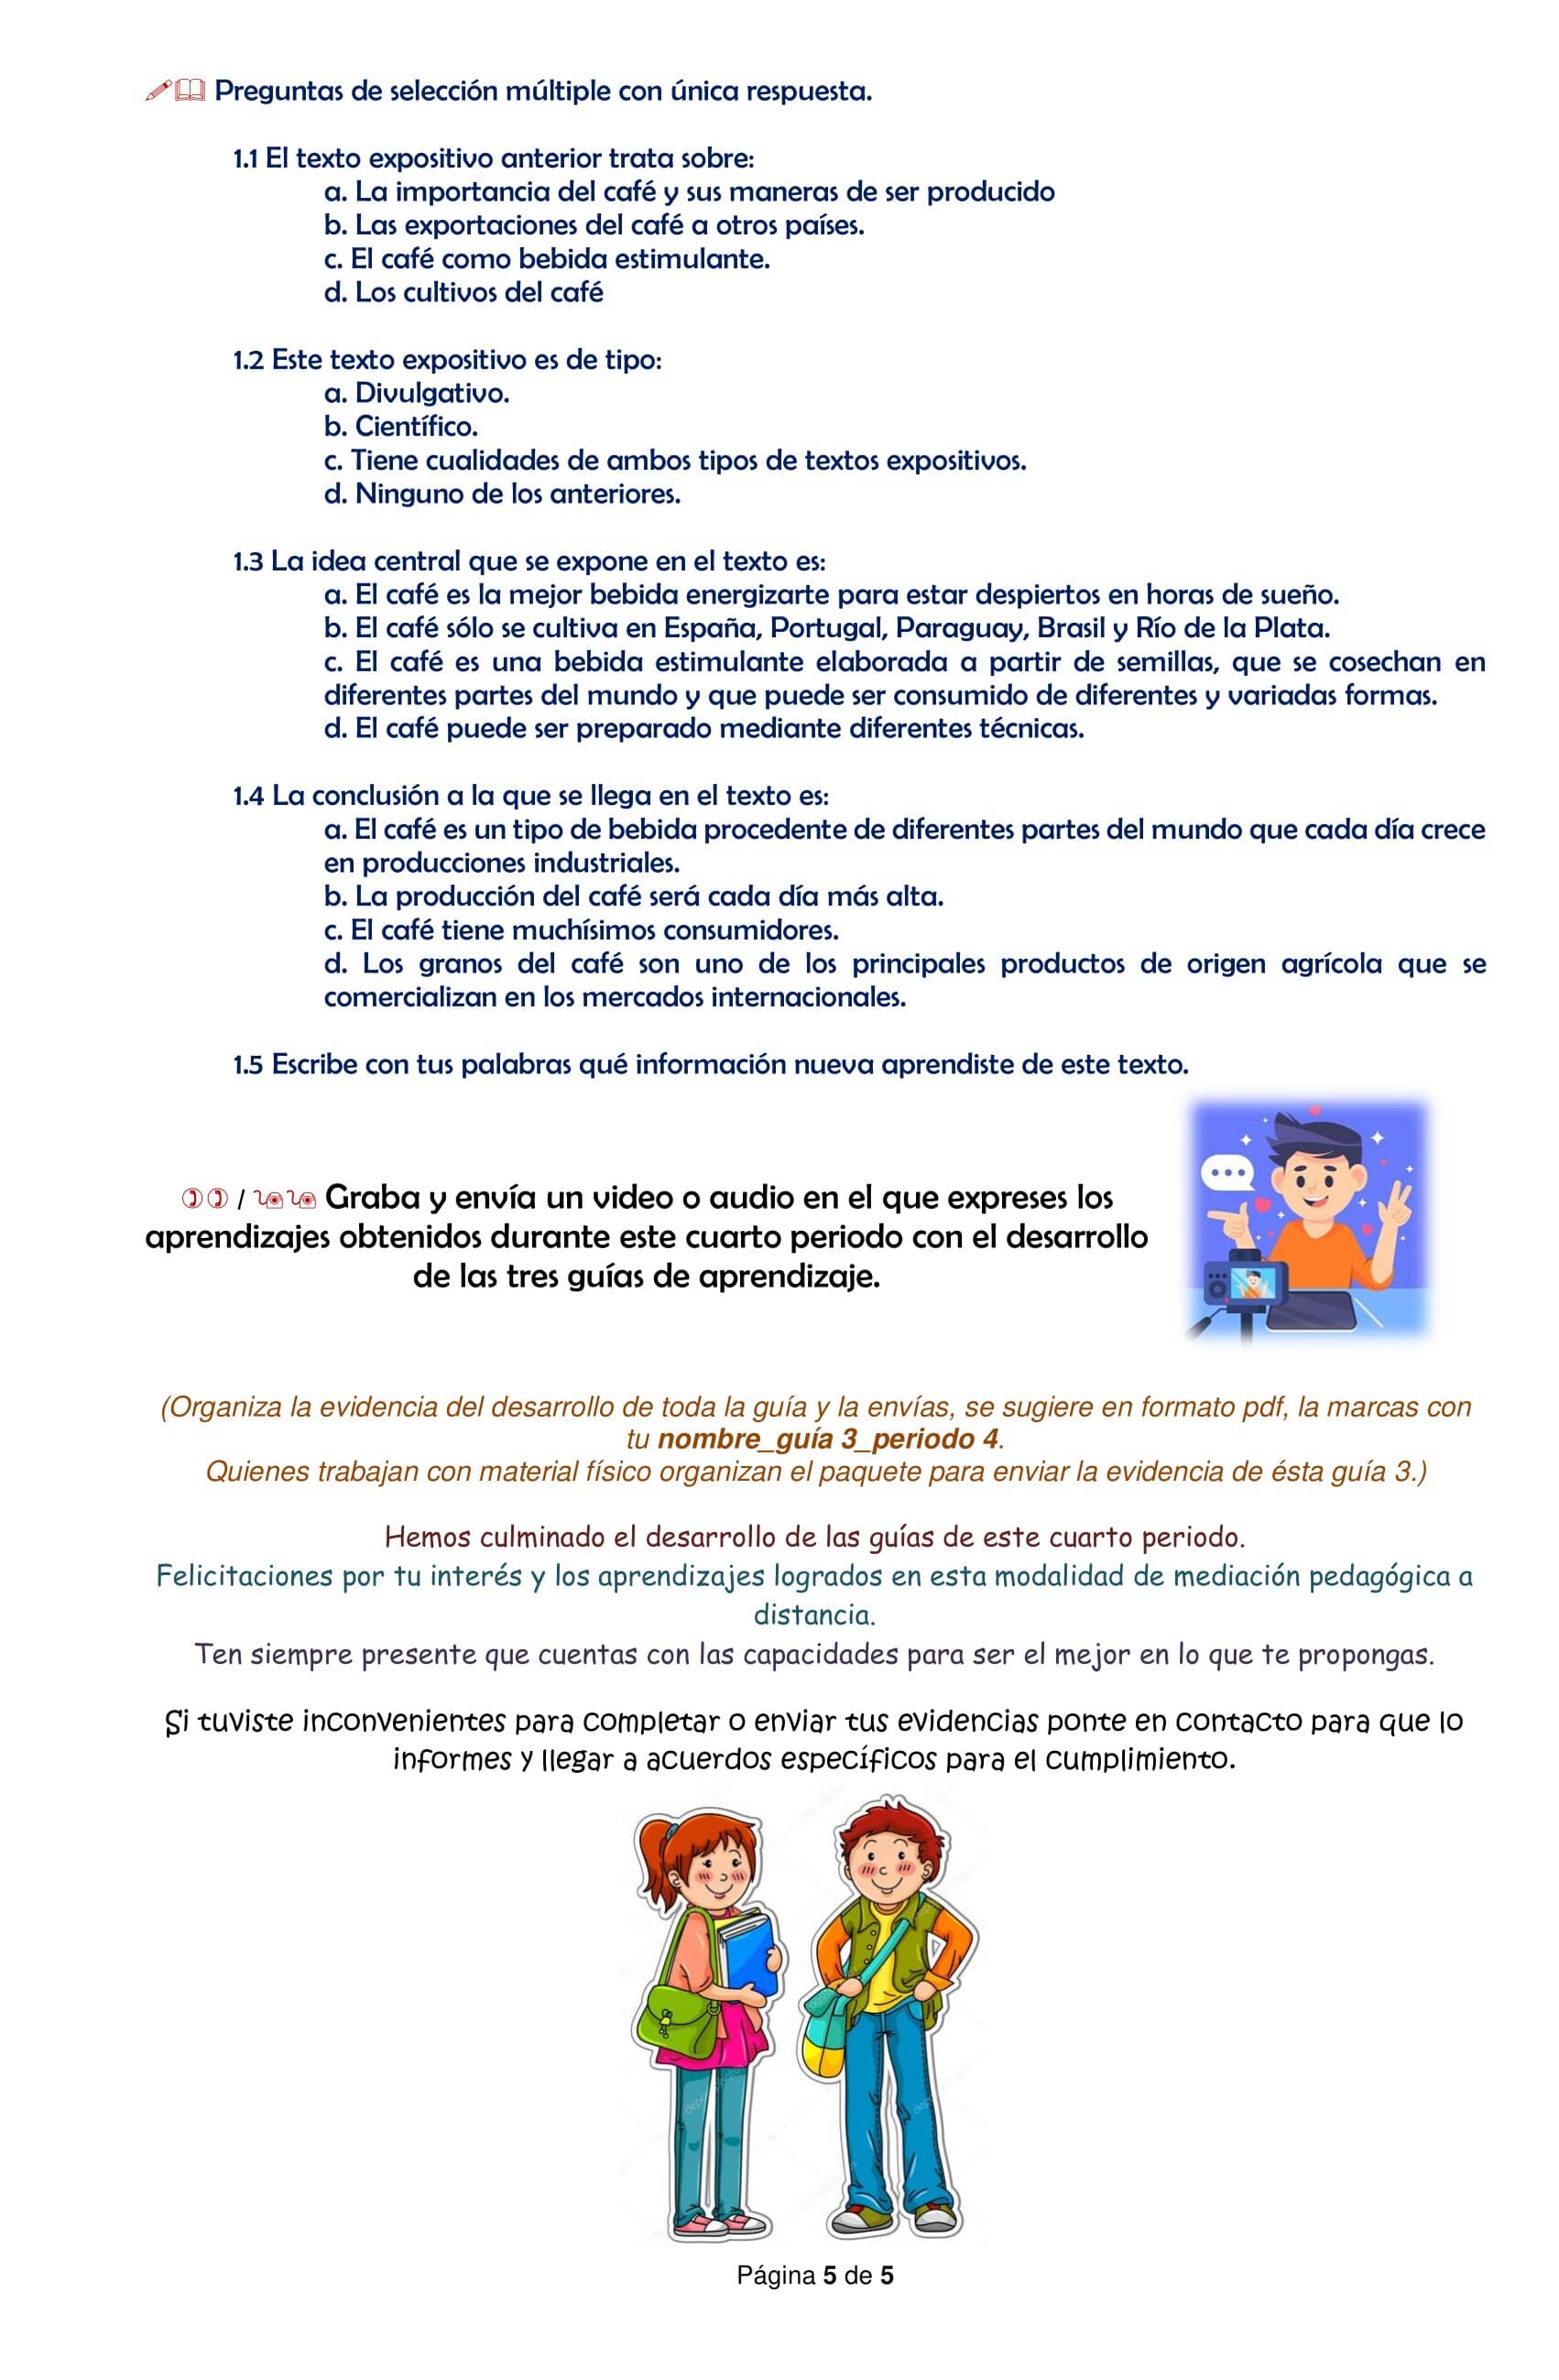 Preguntas de selección múltiple con única respuesta.
1.1 El texto expositivo anterior trata sobre:
a. La importancia del café y sus maneras de ser producido
b. Las exportaciones del café a otros países.
c. El café como bebida estimulante.
d. Los cultivos del café
1.2 Este texto expositivo es de tipo:
a. Divulgativo.
b. Científico.
c. Tiene cualidades de ambos tipos de textos expositivos.
d. Ninguno de los anteriores.
1.3 La idea central que se expone en el texto es:
a. El café es la mejor bebida energizarte para estar despiertos en horas de sueño.
b. El café sólo se cultiva en España, Portugal, Paraguay, Brasil y Río de la Plata.
c. El café es una bebida estimulante elaborada a partir de semillas, que se cosechan en
diferentes partes del mundo y que puede ser consumido de diferentes y variadas formas.
d. El café puede ser preparado mediante diferentes técnicas.
1.4 La conclusión a la que se llega en el texto es:
a. El café es un tipo de bebida procedente de diferentes partes del mundo que cada día crece
en producciones industriales.
b. La producción del café será cada día más alta.
c. El café tiene muchísimos consumidores.
d. Los granos del café son uno de los principales productos de origen agrícola que se
comercializan en los mercados internacionales.
1.5 Escribe con tus palabras qué información nueva aprendiste de este texto.
/ Graba y envía un video o audio en el que expreses los
aprendizajes obtenidos durante este cuarto periodo con el desarrollo
de las tres guías de aprendizaje.
(Organiza la evidencia del desarrollo de toda la guía y la envías, se sugiere en formato pdf, la marcas con
tu nombre_guía 3_periodo 4.
Quienes trabajan con material físico organizan el paquete para enviar la evidencia de ésta guía 3.)
Hemos culminado el desarrollo de las guías de este cuarto periodo.
Felicitaciones por tu interés y los aprendizajes logrados en esta modalidad de mediación pedagógica a
distancia.
Ten siempre presente que cuentas con las capacidades para ser el mejor en lo que te propongas.
Si tuviste inconvenientes para completar o enviar tus evidencias ponte en contacto para que lo
informes y llegar a acuerdos específicos para el cumplimiento.
Página 5 de 5